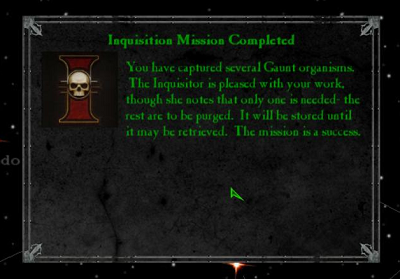 Inquisition Mission Completed
You have captured several Gaunt organisms.
The Inquisitor is pleased with your work,
though she notes that only one is needed- the
rest are to be purged. It will be stored until
it may be retrieved. The mission is a success.
do